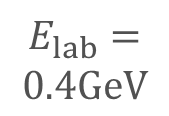 E_lab =
0.4GeV